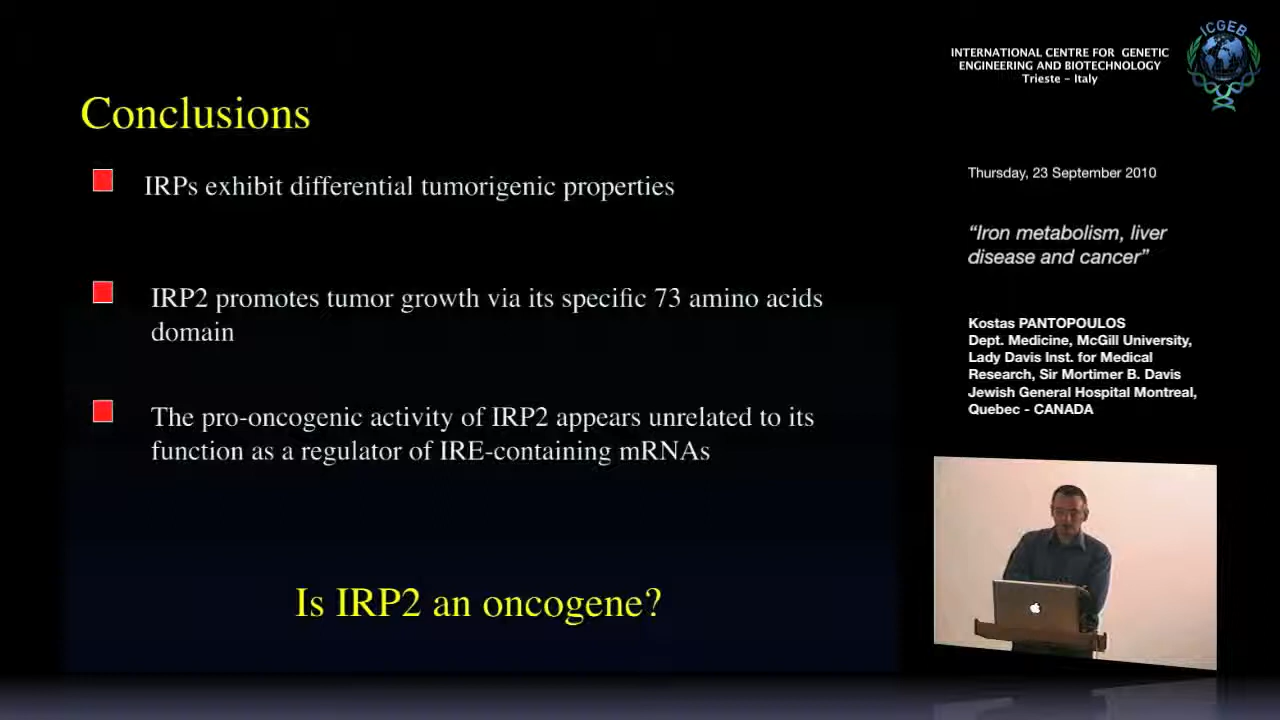 ICGEB
INTERNATIONAL CENTRE FOR GENETIC
ENGINEERING AND BIOTECHNOLOGY
Trieste - Italy
Conclusions
IRPs exhibit differential tumorigenic properties
IRP2 promotes tumor growth via its specific 73 amino acids
domain
The pro-oncogenic activity of IRP2 appears unrelated to its
function as a regulator of IRE-containing mRNAs
Is IRP2 an oncogene?
Thursday, 23 September 2010
“Iron metabolism, liver
disease and cancer”
Kostas PANTOPOULOS
Dept. Medicine, McGill University,
Lady Davis Inst. for Medical
Research, Sir Mortimer B. Davis
Jewish General Hospital Montreal,
Quebec - CANADA